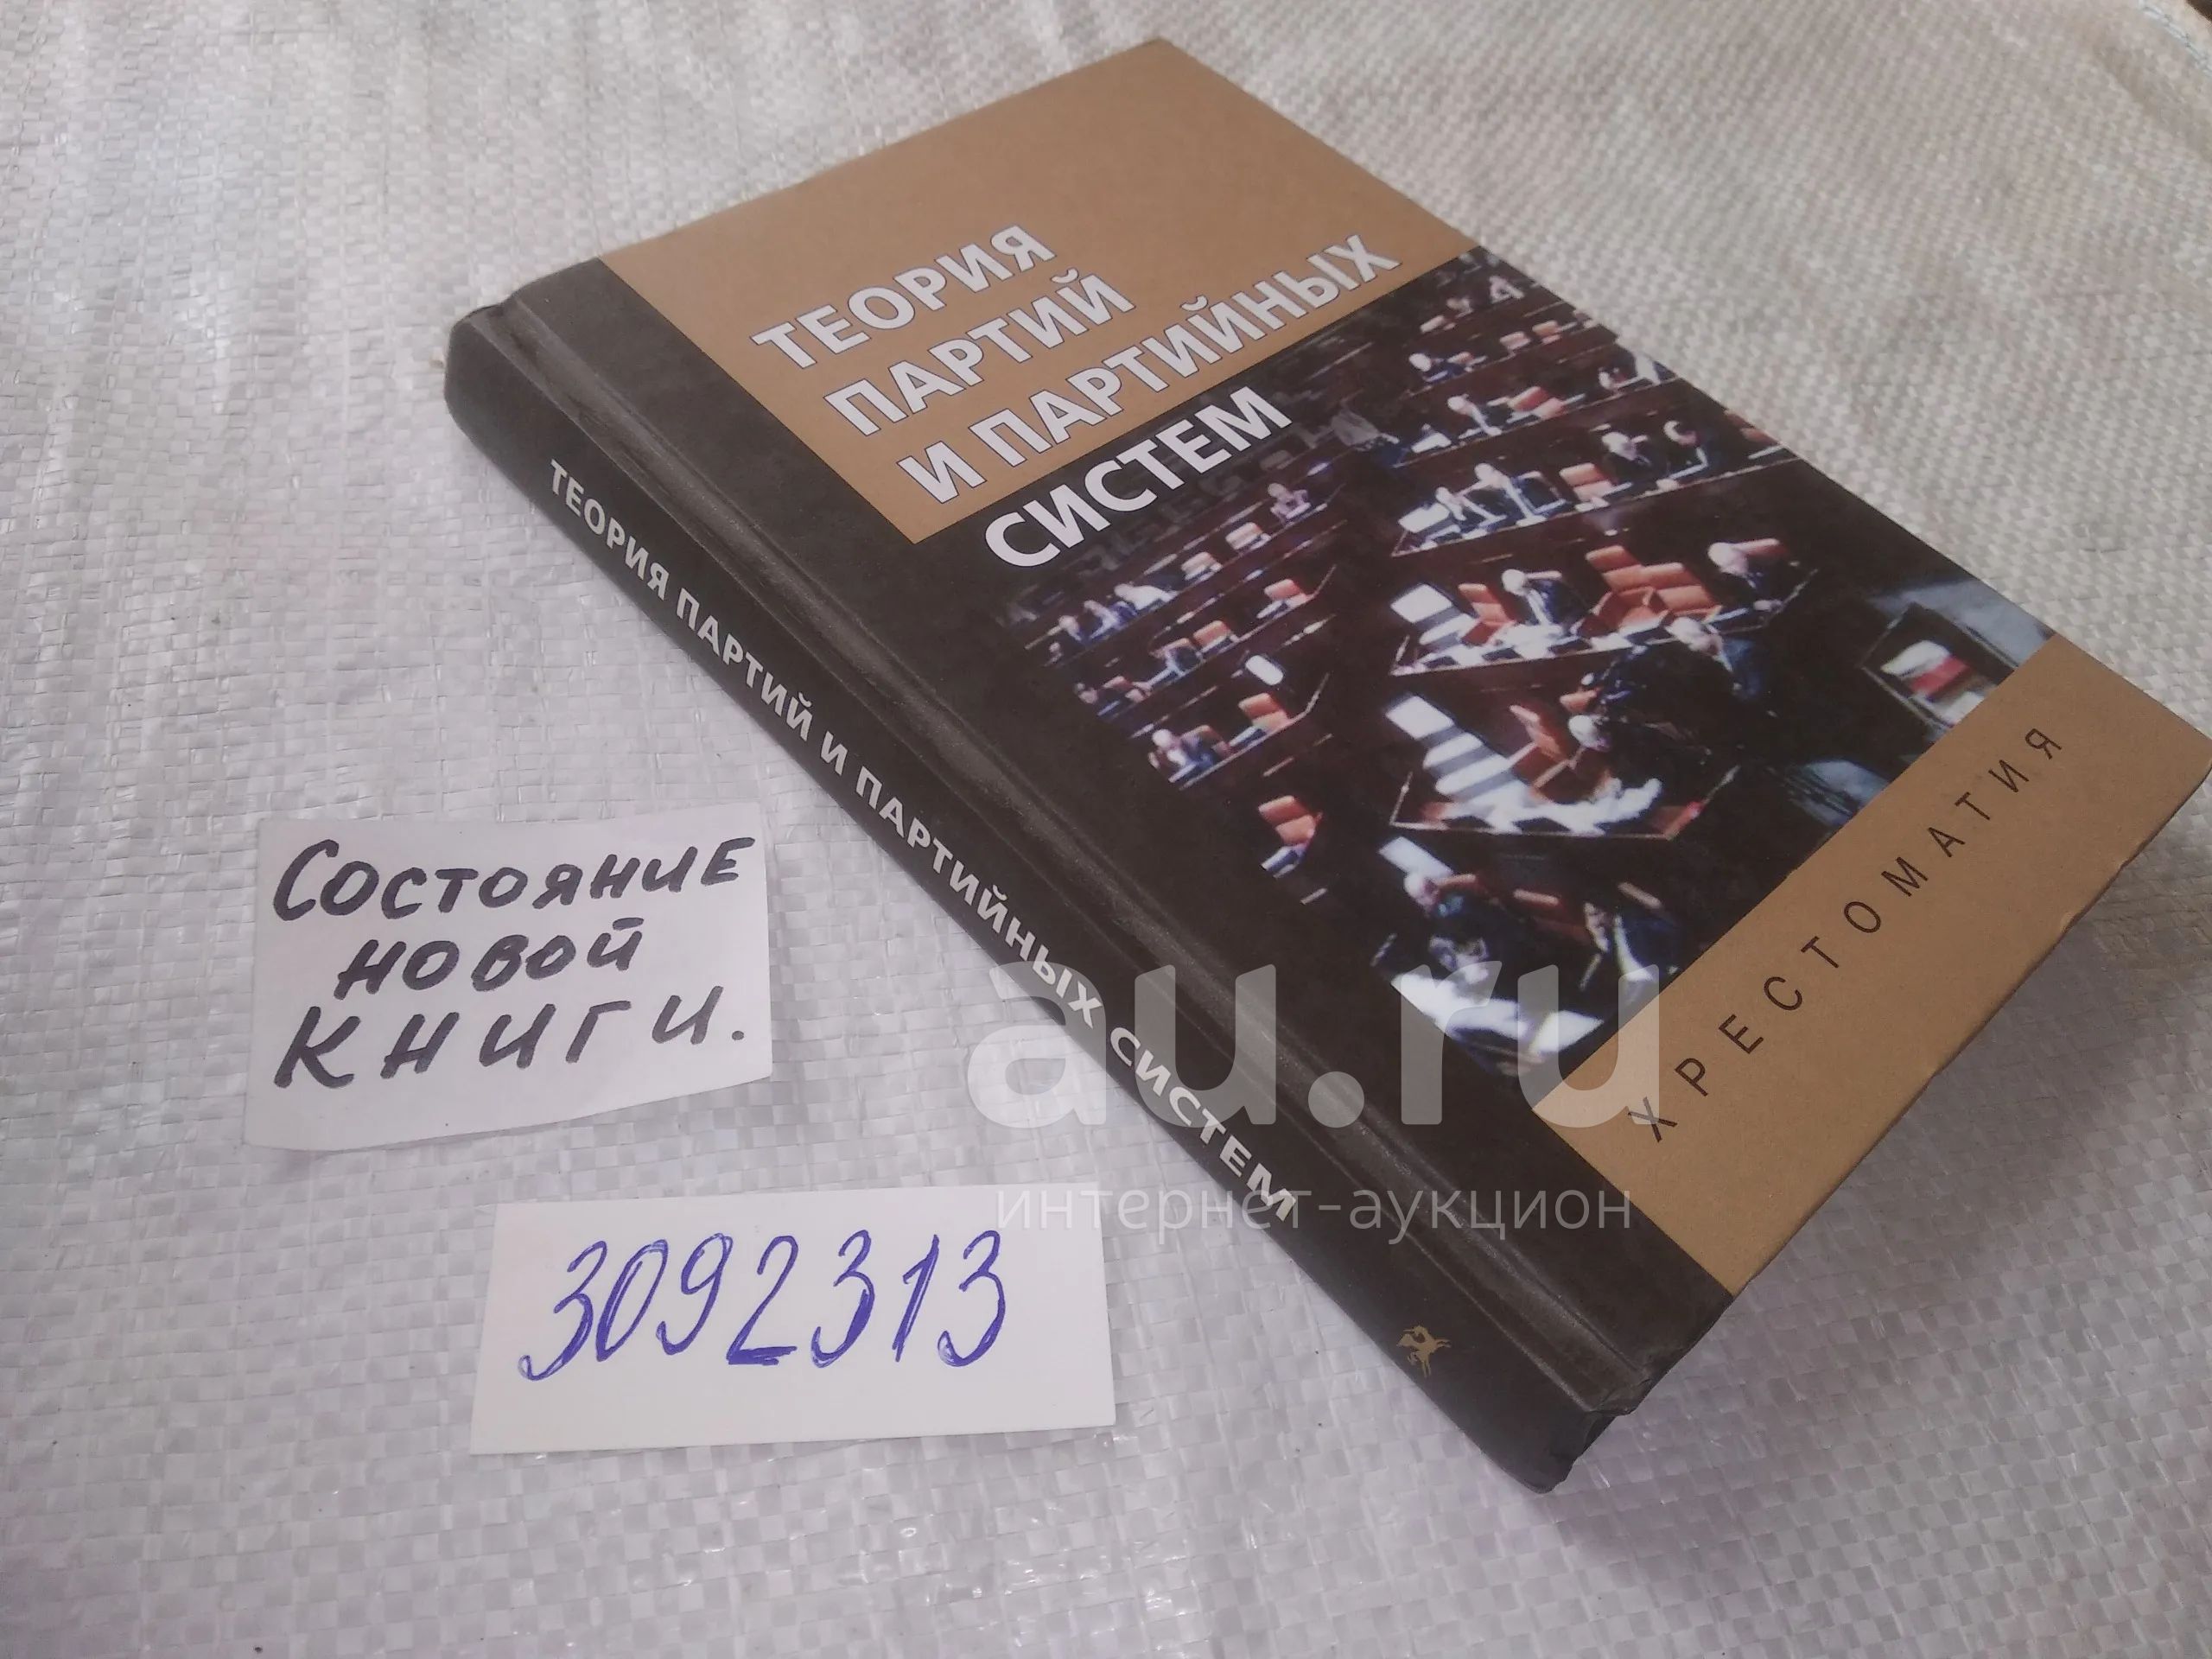 ТЕОРИЯ
ПАРТИЙ
И ПАРТИЙНЫХ
СИСТЕМ
ХРЕСТОМАТИЯ
ТЕОРИЯ ПАРТИЙ И ПАРТИЙНЫХ СИСТЕМ
СОСТОЯНИЕ
НОВОЙ
КНИГИ.
3092313
au.ru
интернет-аукцион